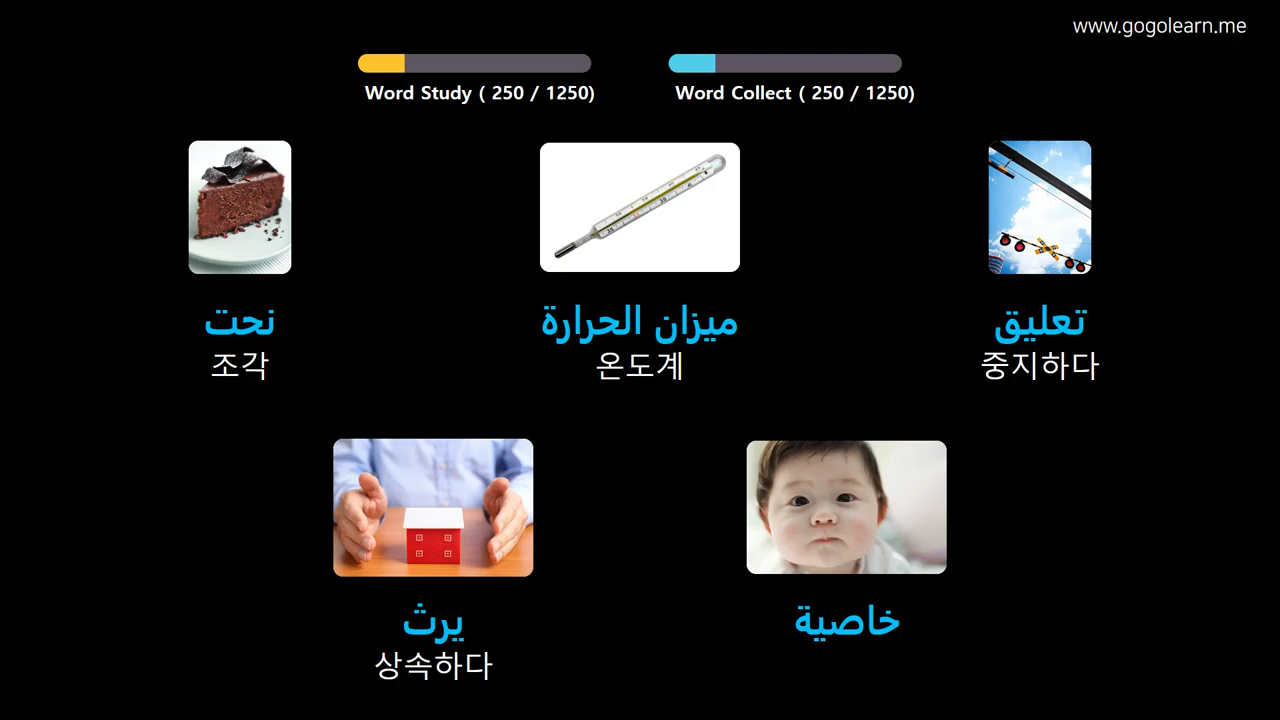 www.gogolearn.me
Word Study ( 250 / 1250)
Word Collect ( 250 / 1250)
نحت
조각
ميزان الحرارة
온도계
تعليق
중지하다
يرث
상속하다
خاصية